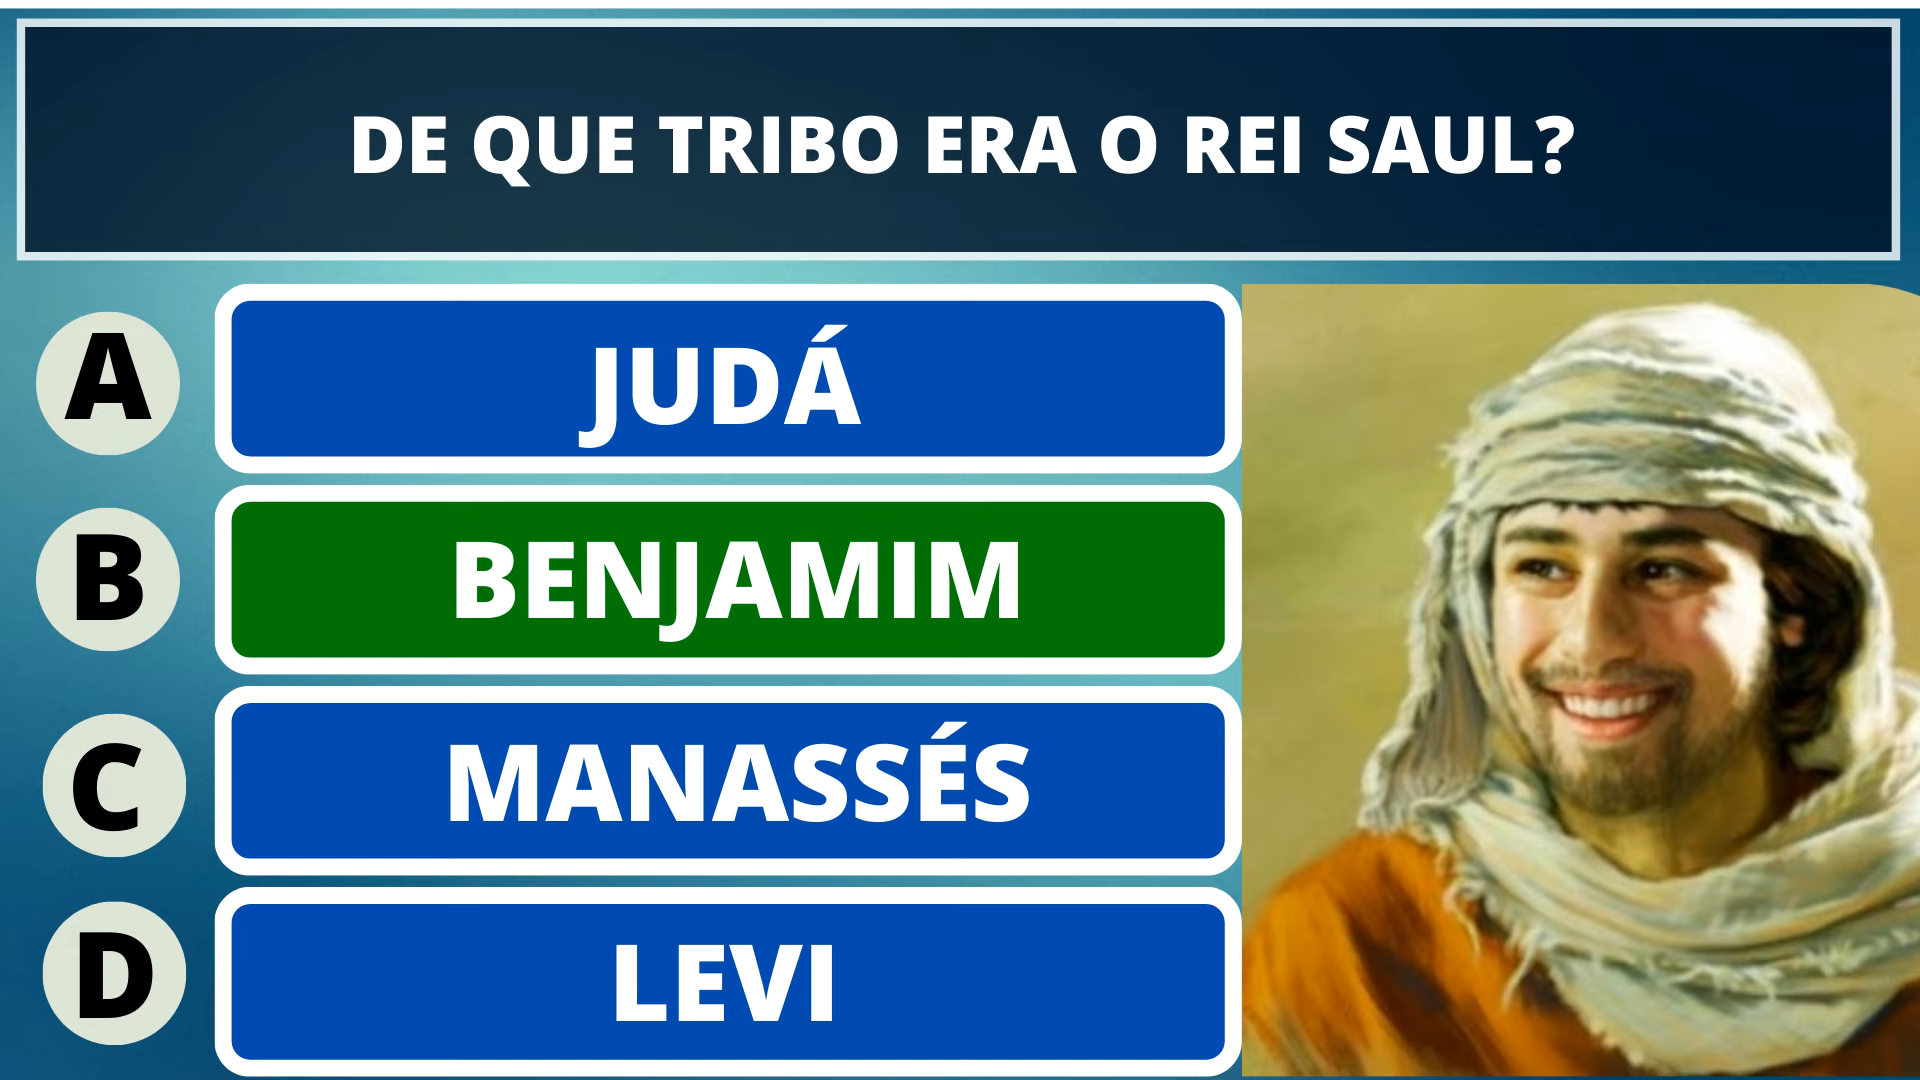 DE QUE TRIBO ERA O REI SAUL?
A JUDÁ
B BENJAMIM
C MANASSÉS
D LEVI